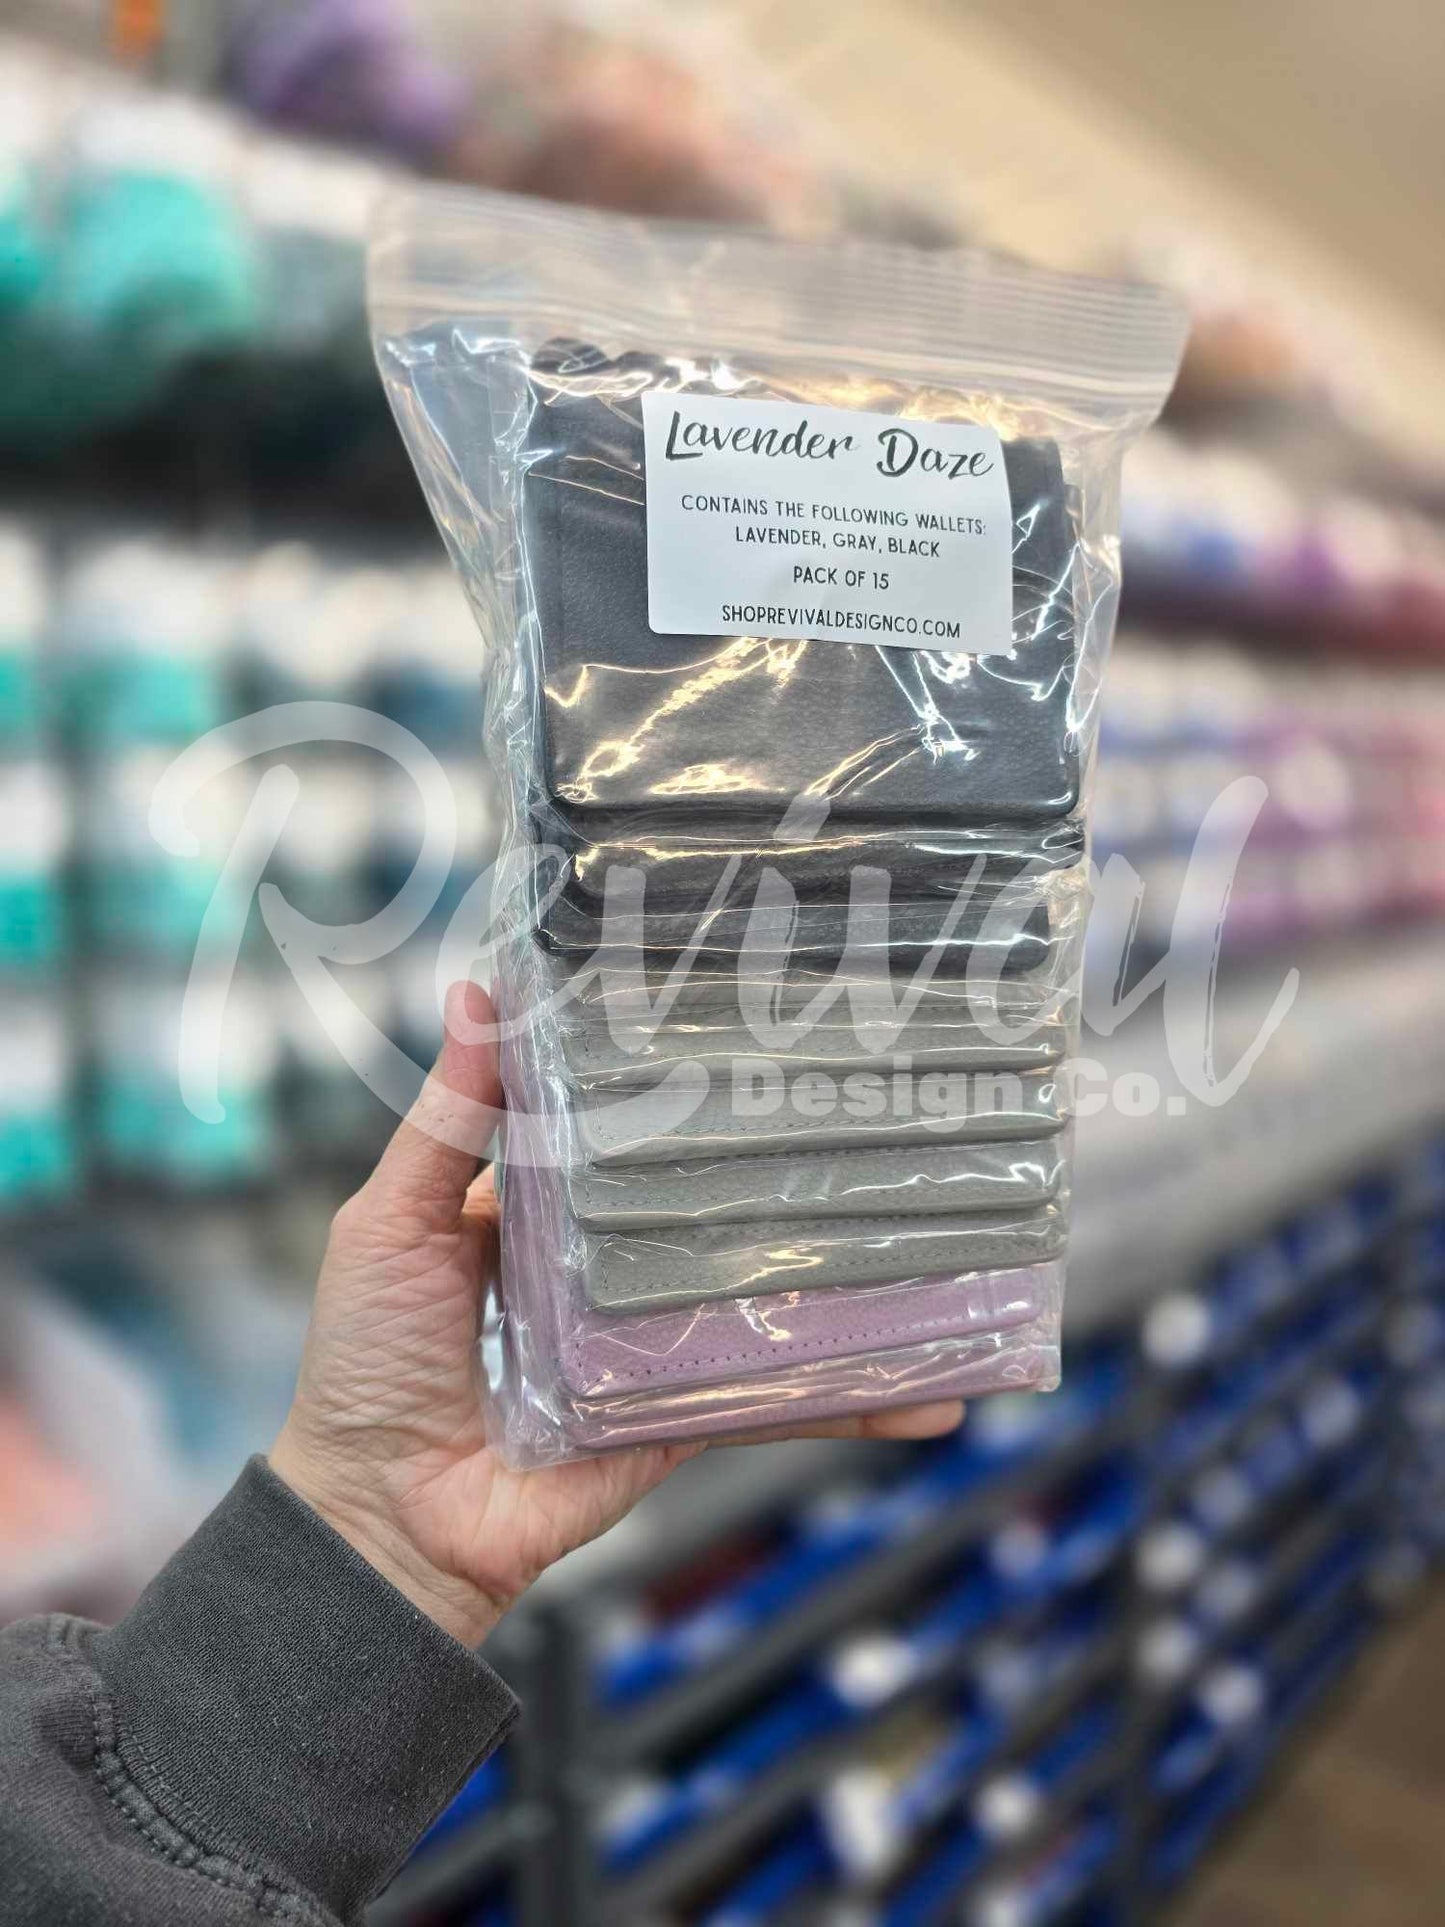 Lavender Daze
CONTAINS THE FOLLOWING WALLETS:
LAVENDER, GRAY, BLACK
PACK OF 15
SHOPREVIVALDESIGNCO.COM
Revival
Design Co.